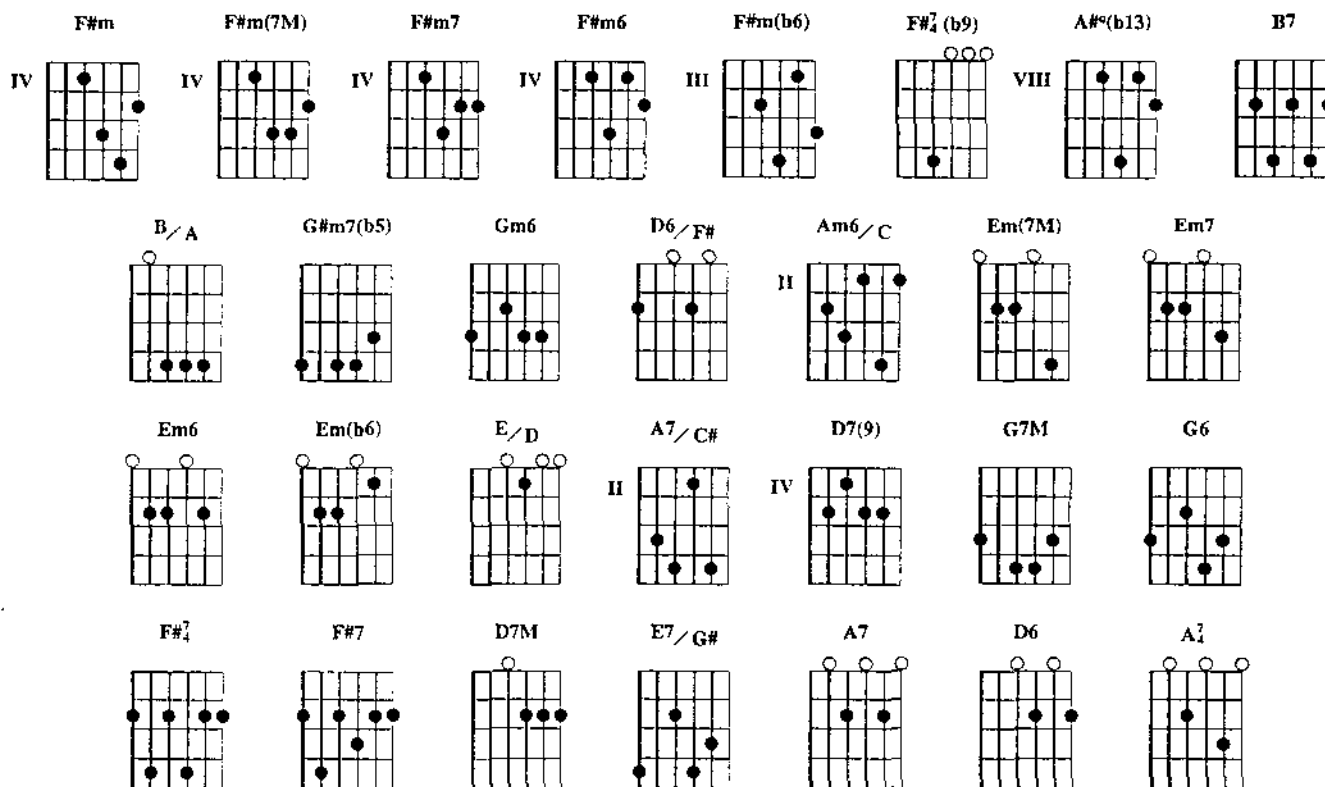 F#m F#m(7M) F#m7 F#m6 F#m(b6) F#7/4 (b9) A#°(b13) B7
IV IV IV IV III VIII
B/A G#m7(b5) Gm6 D6/F# Am6/C Em(7M) Em7
II
Em6 Em(b6) E/D A7/C# D7(9) G7M G6
II IV
F#7/4 F#7 D7M E7/G# A7 D6 A7/4